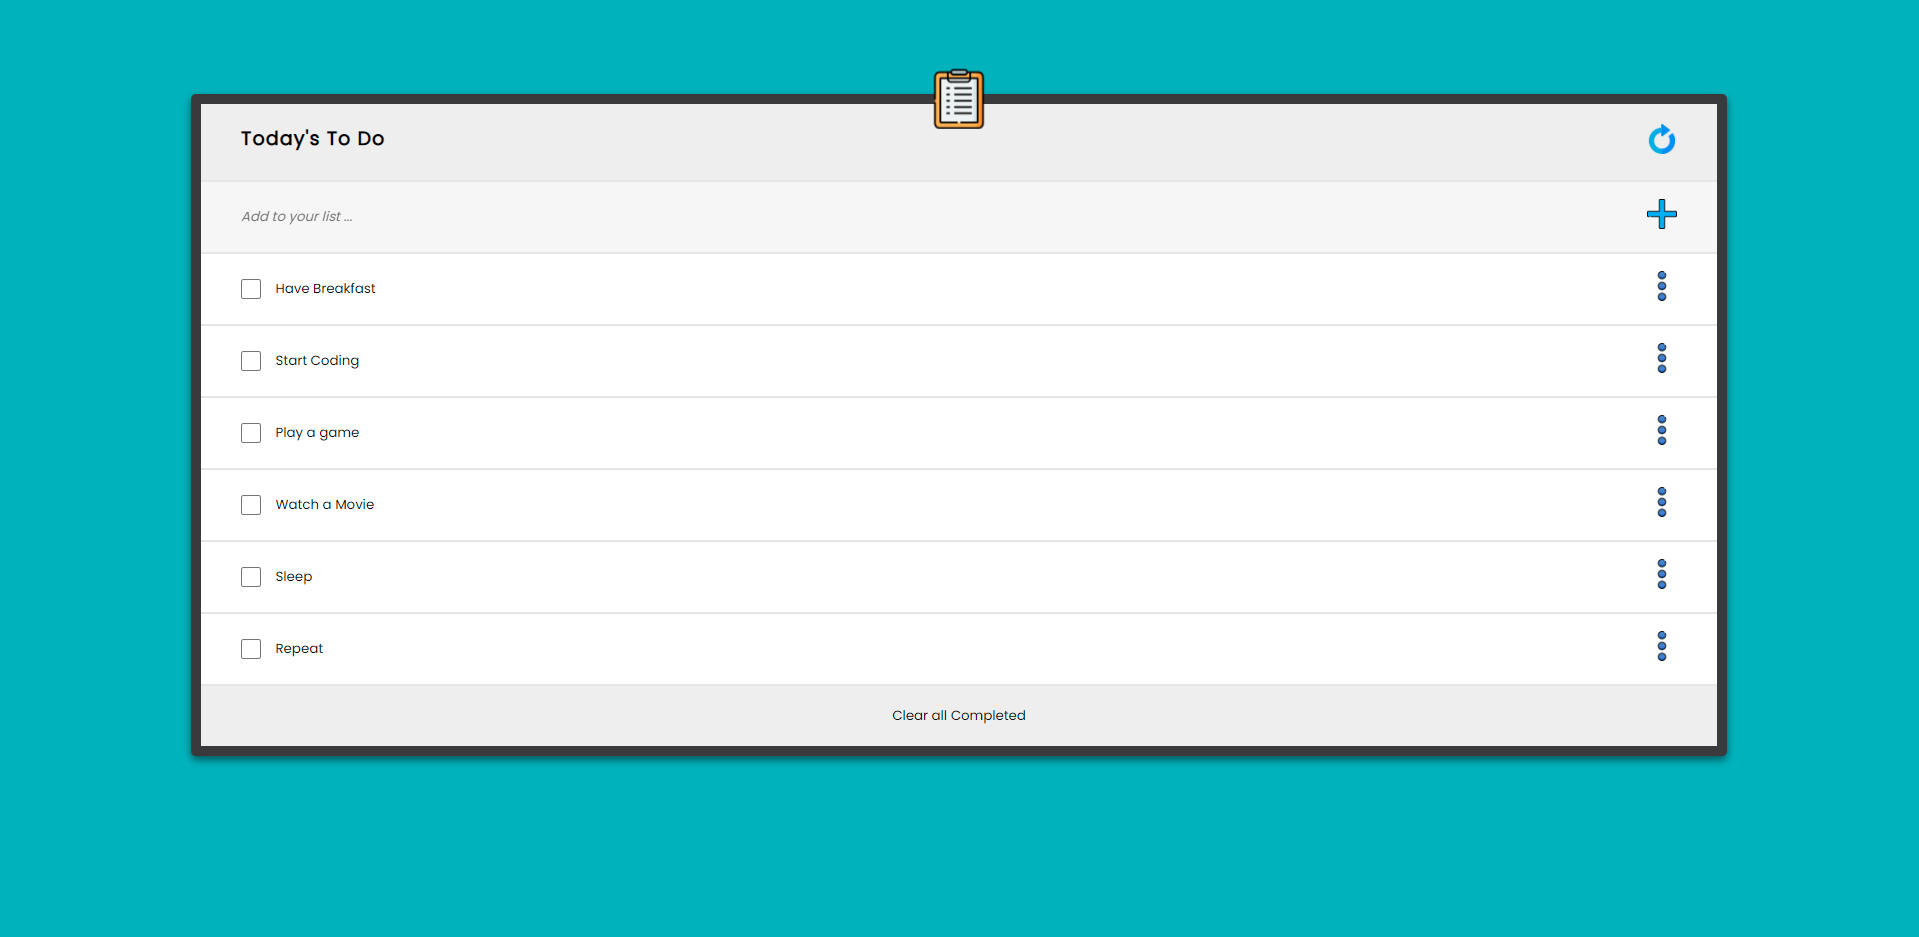 Today's To Do
Add to your list ...
Have Breakfast
Start Coding
Play a game
Watch a Movie
Sleep
Repeat
Clear all Completed